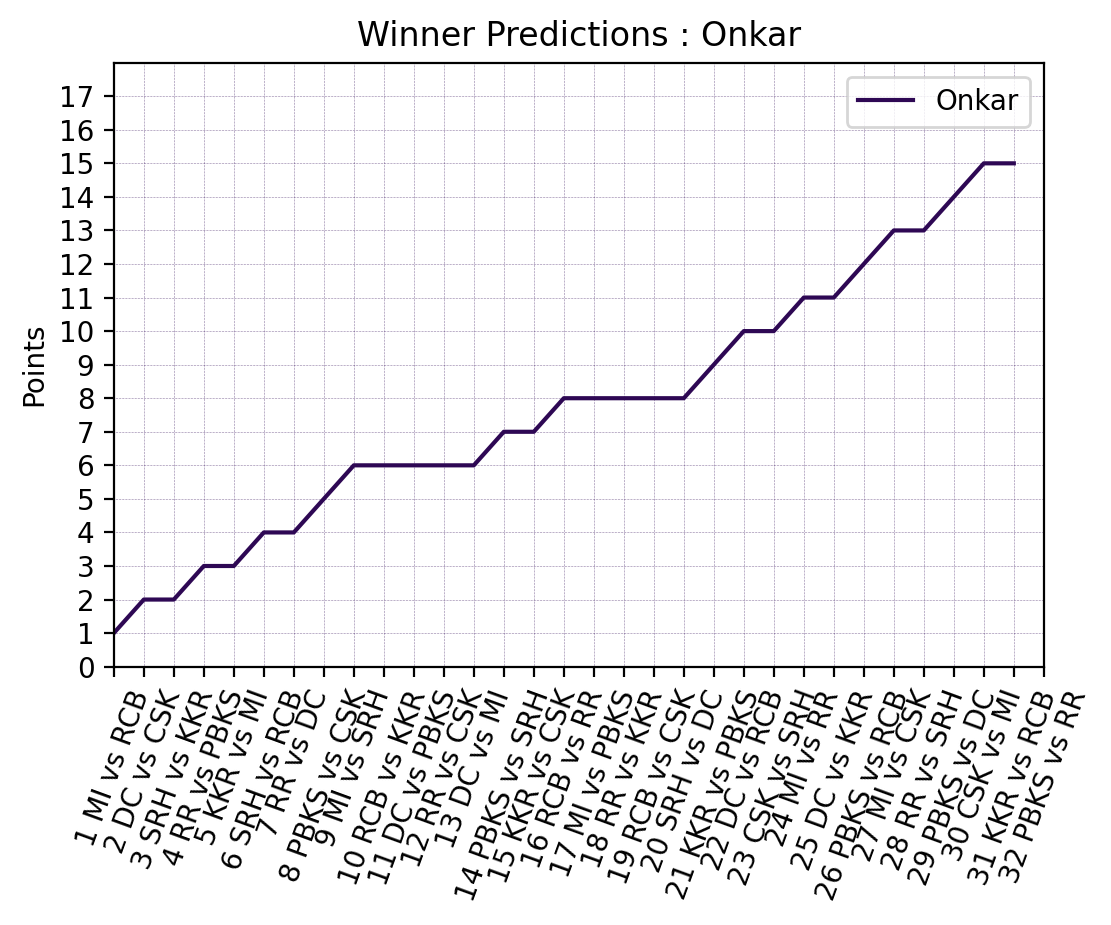 Winner Predictions : Onkar
Onkar
Points
17
16
15
14
13
12
11
10
9
8
7
6
5
4
3
2
1
0
1 MI vs RCB
2 DC vs CSK
3 SRH vs KKR
4 RR vs PBKS
5 KKR vs MI
6 SRH vs RCB
7 RR vs DC
8 PBKS vs CSK
9 MI vs SRH
10 RCB vs KKR
11 DC vs PBKS
12 RR vs CSK
13 DC vs MI
14 PBKS vs SRH
15 KKR vs CSK
16 RCB vs RR
17 MI vs PBKS
18 RR vs KKR
19 RCB vs CSK
20 SRH vs DC
21 KKR vs PBKS
22 DC vs RCB
23 CSK vs SRH
24 MI vs RR
25 DC vs KKR
26 PBKS vs RCB
27 MI vs CSK
28 RR vs SRH
29 PBKS vs DC
30 CSK vs MI
31 KKR vs RCB
32 PBKS vs RR